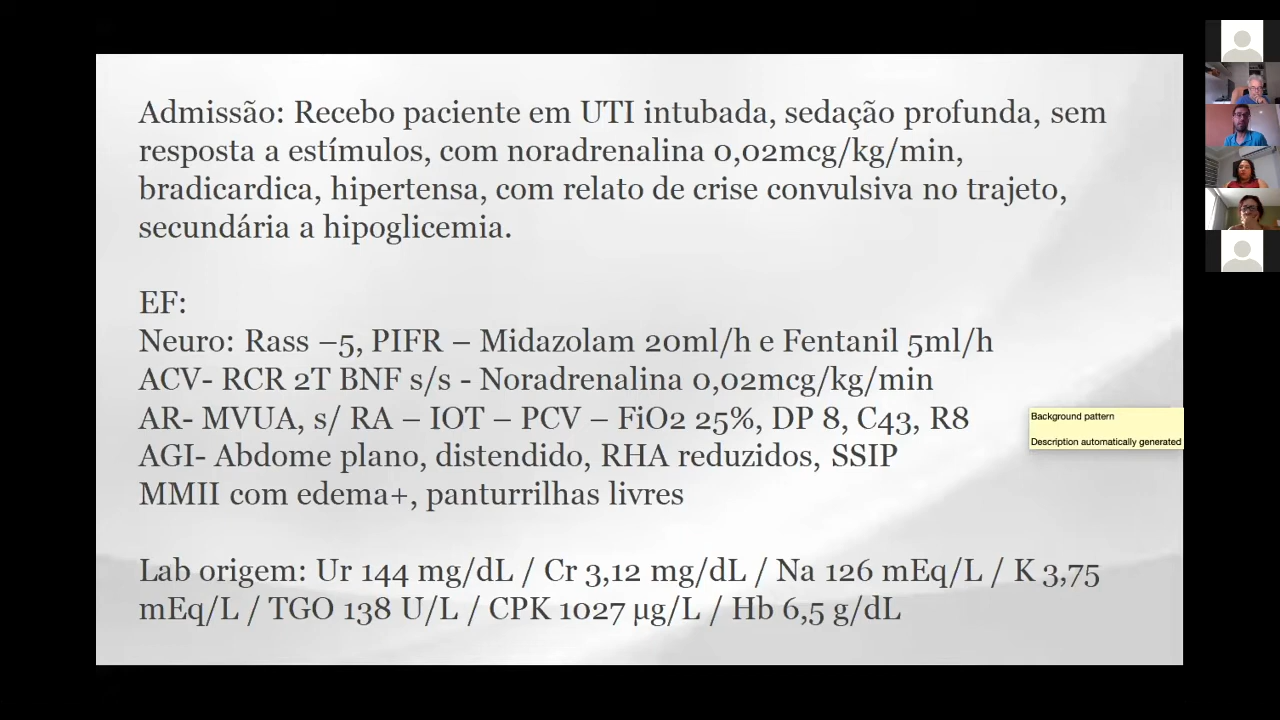 Admissão: Recebo paciente em UTI intubada, sedação profunda, sem
resposta a estímulos, com noradrenalina 0,02mcg/kg/min,
bradicardica, hipertensa, com relato de crise convulsiva no trajeto,
secundária a hipoglicemia.
EF:
Neuro: Rass –5, PIFR – Midazolam 20ml/h e Fentanil 5ml/h
ACV- RCR 2T BNF s/s - Noradrenalina 0,02mcg/kg/min
AR- MVUA, s/ RA – IOT – PCV – FiO2 25%, DP 8, C43, R8
AGI- Abdome plano, distendido, RHA reduzidos, SSIP
MMII com edema+, panturrilhas livres
Lab origem: Ur 144 mg/dL / Cr 3,12 mg/dL / Na 126 mEq/L / K 3,75
mEq/L / TGO 138 U/L / CPK 1027 µg/L / Hb 6,5 g/dL
Background pattern
Description automatically generated